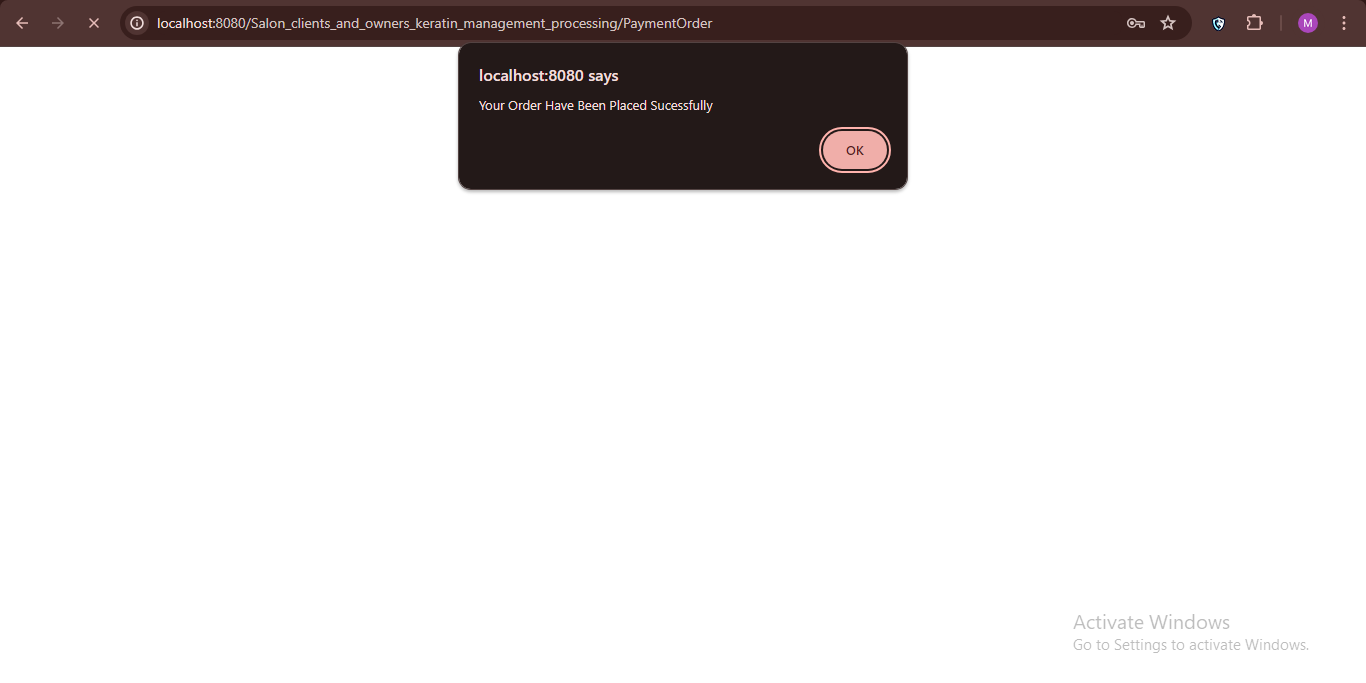 localhost:8080/Salon_clients_and_owners_keratin_management_processing/PaymentOrder
M
localhost:8080 says
Your Order Have Been Placed Sucessfully
OK
Activate Windows
Go to Settings to activate Windows.